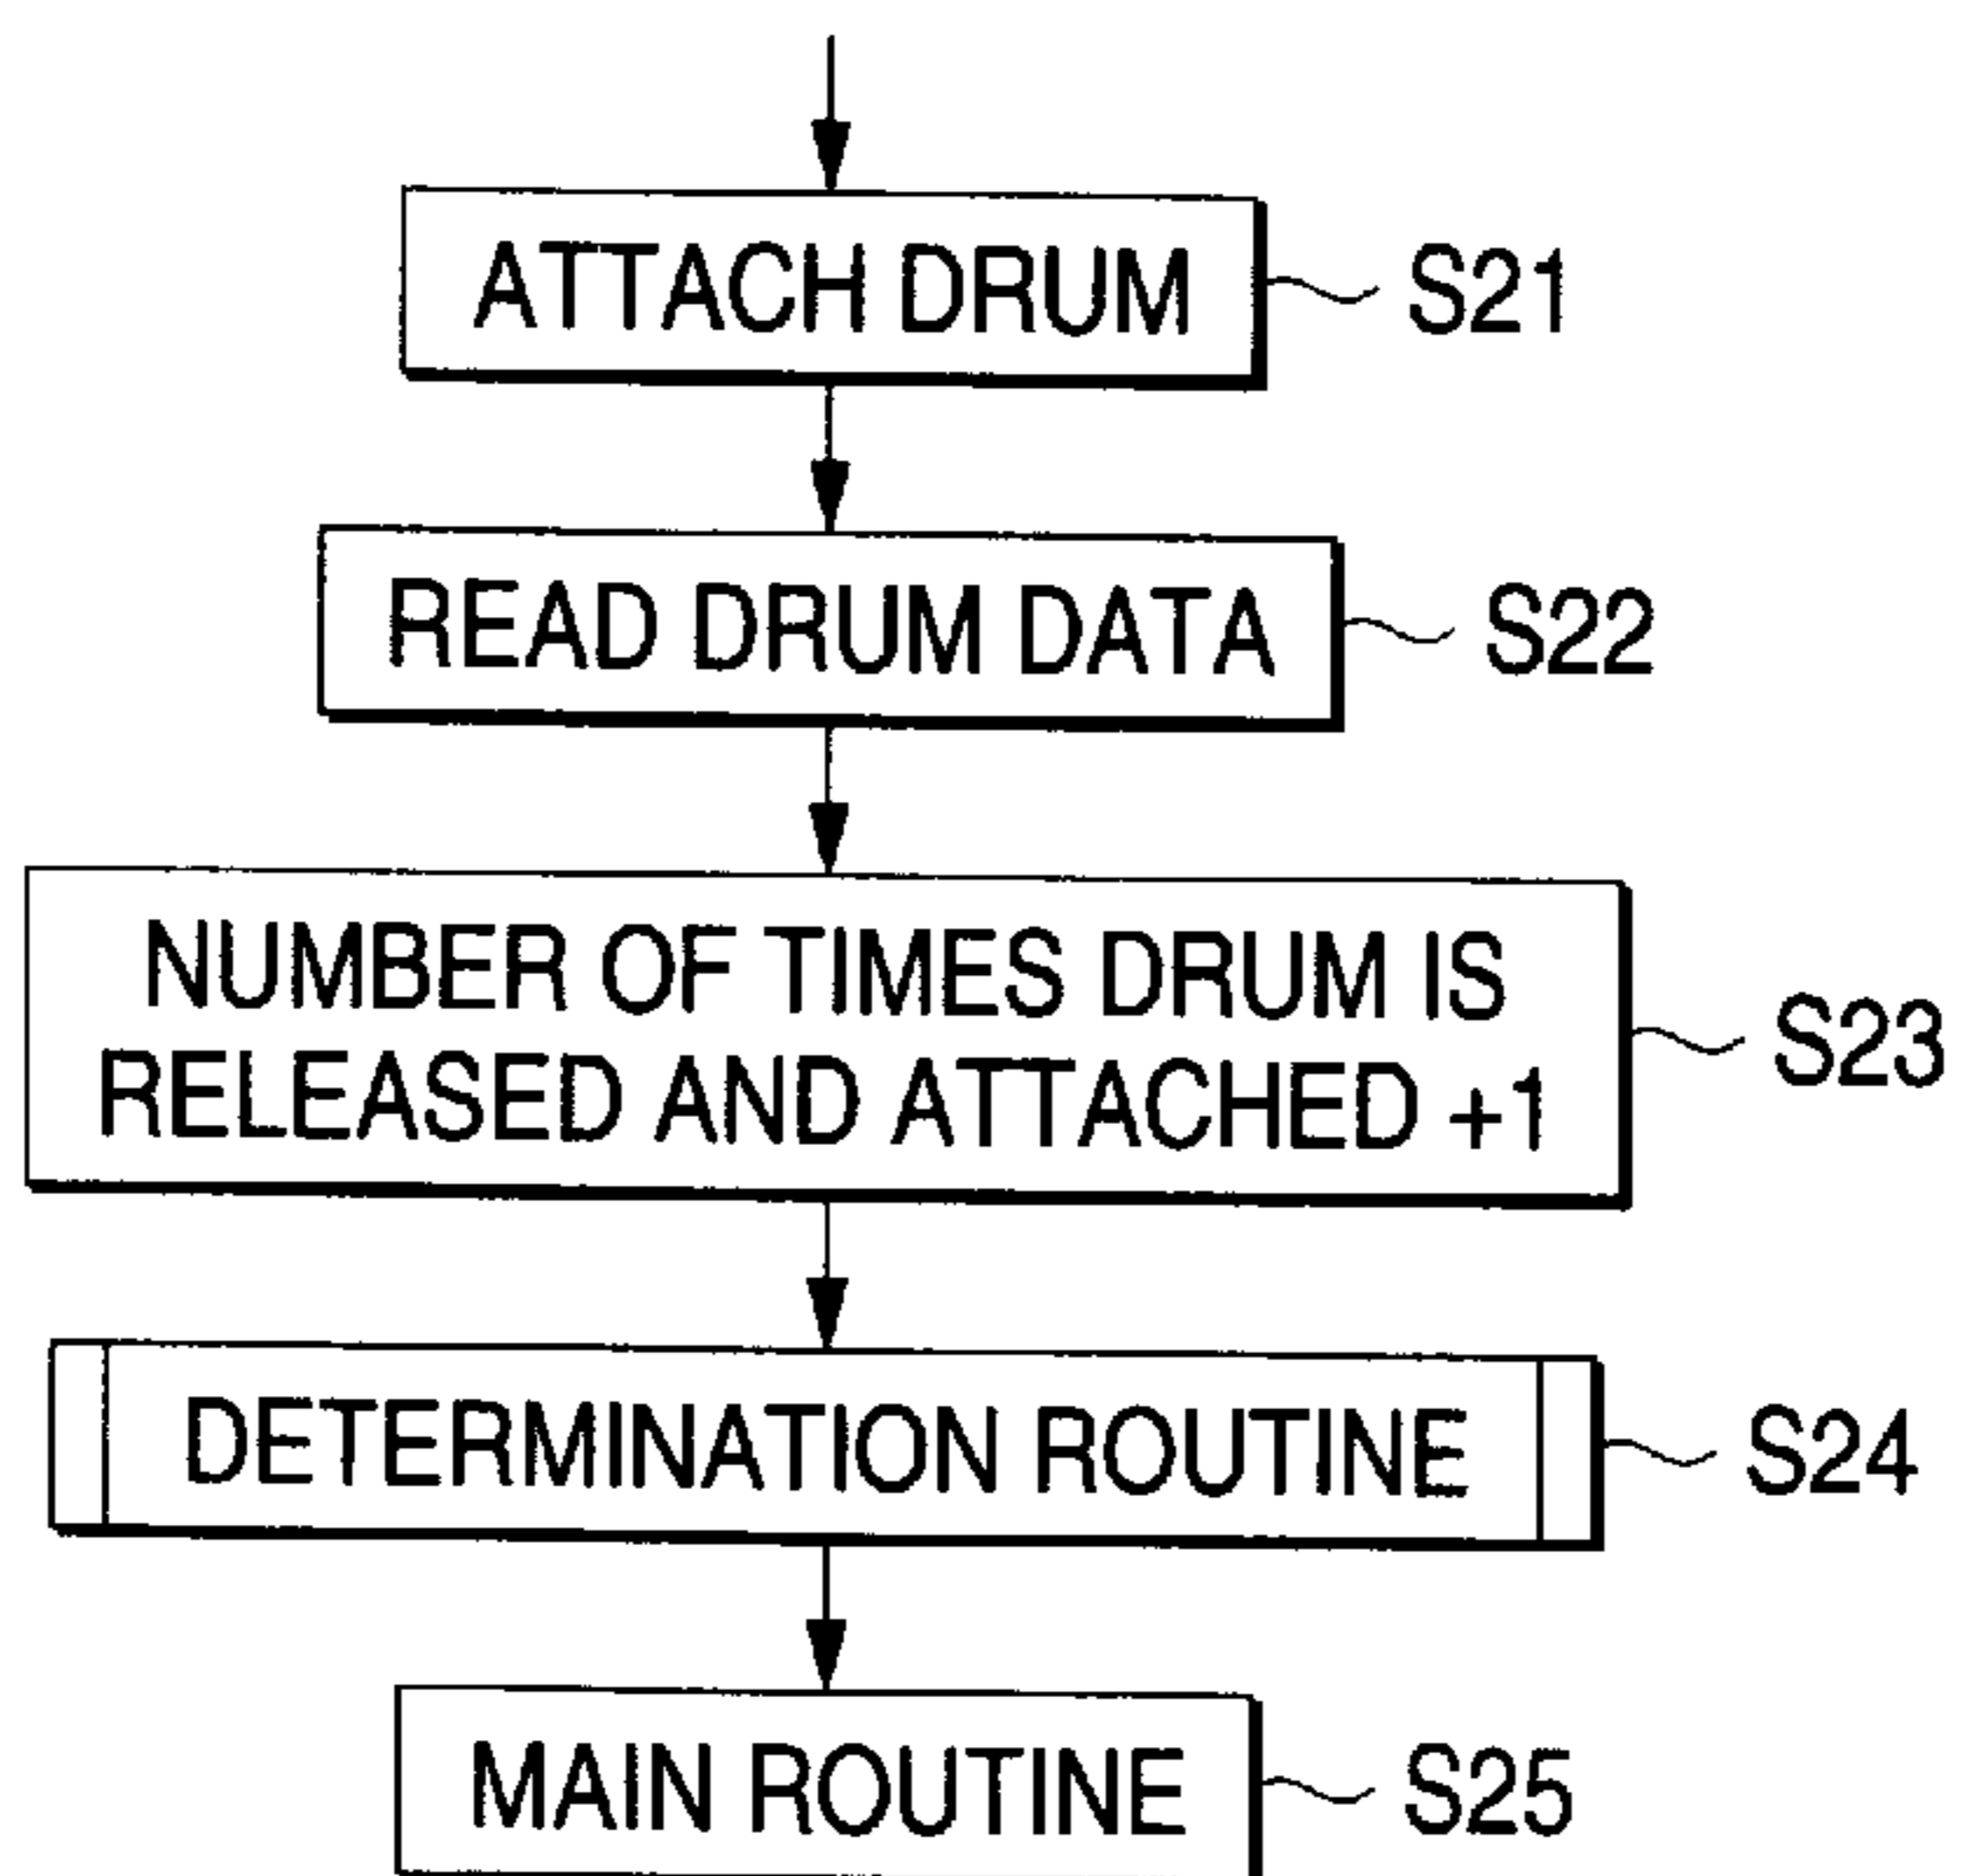 ATTACH DRUM
S21
READ DRUM DATA
S22
NUMBER OF TIMES DRUM IS
RELEASED AND ATTACHED +1
S23
DETERMINATION ROUTINE
S24
MAIN ROUTINE
S25